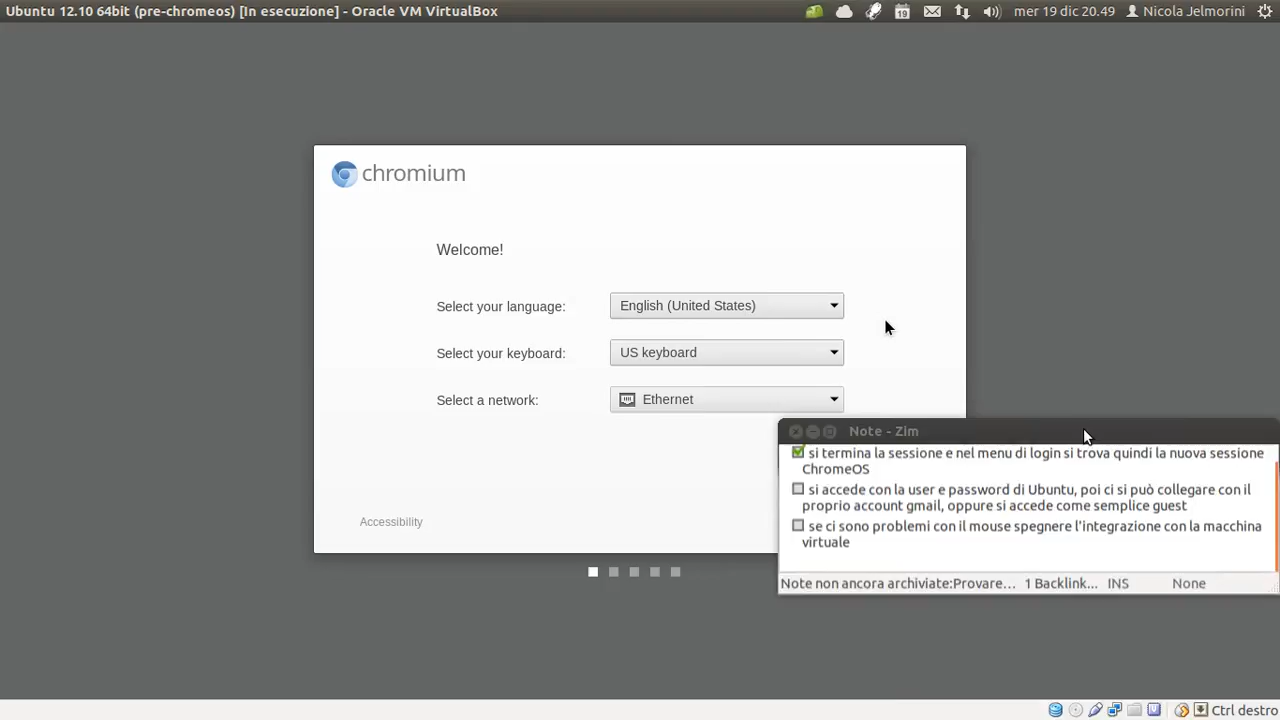 Ubuntu 12.10 64bit (pre-chromeos) [In esecuzione] - Oracle VM VirtualBox
19
mer 19 dic 20.49
Nicola Jelmorini
chromium
Welcome!
Select your language: English (United States)
Select your keyboard: US keyboard
Select a network: Ethernet
Accessibility
Note - Zim
si termina la sessione e nel menu di login si trova quindi la nuova sessione
ChromeOS
si accede con la user e password di Ubuntu, poi ci si può collegare con il
proprio account gmail, oppure si accede come semplice guest
se ci sono problemi con il mouse spegnere l'integrazione con la macchina
virtuale
Note non ancora archiviate:Provare... 1 Backlink... INS None
Ctrl destro